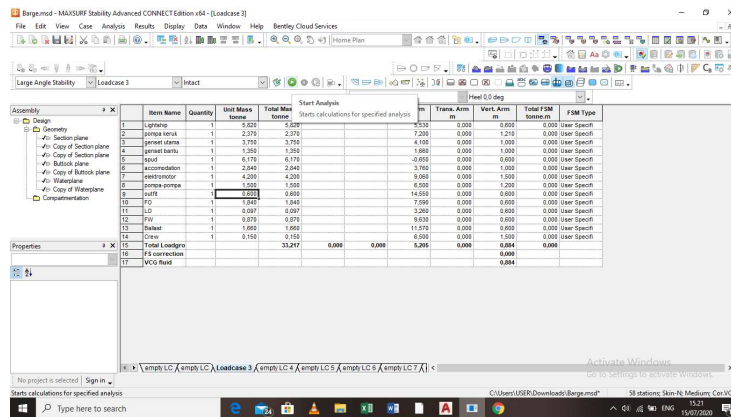 Barge.msd - MAXSURF Stability Advanced CONNECT Edition x64 - [Loadcase 3]
File Edit View Case Analysis Results Display Data Window Help Bentley Cloud Services
Home Plan
Large Angle Stability Loadcase 3 Intact
Heel 0,0 deg
Start Analysis
Starts calculations for specified analysis
Assembly
Design
Geometry
Section plane
Copy of Section plane
Copy of Section plane
Buttock plane
Copy of Buttock plane
Waterplane
Copy of Waterplane
Compartmentation
Properties
Item Name Quantity Unit Mass tonne Total Mas tonne m Trans. Arm m Vert. Arm m Total FSM tonne.m FSM Type
1 Lightship 1 5,820 5,820 5,530 0,000 0,600 0,000 User Specifi
2 pompa keruk 1 2,370 2,370 7,200 0,000 1,210 0,000 User Specifi
3 genset utama 1 3,750 3,750 4,100 0,000 1,000 0,000 User Specifi
4 genset bantu 1 1,350 1,350 1,660 0,000 1,000 0,000 User Specifi
5 spud 1 6,170 6,170 -0,650 0,000 0,600 0,000 User Specifi
6 accomodation 1 2,840 2,840 3,760 0,000 1,000 0,000 User Specifi
7 elektromotor 1 4,200 4,200 9,060 0,000 1,500 0,000 User Specifi
8 pompa-pompa 1 1,500 1,500 6,500 0,000 1,200 0,000 User Specifi
9 outfit 1 0,600 0,600 14,550 0,000 0,600 0,000 User Specifi
10 FO 1 1,840 1,840 7,590 0,000 0,600 0,000 User Specifi
11 LO 1 0,097 0,097 3,260 0,000 0,600 0,000 User Specifi
12 FW 1 0,870 0,870 9,630 0,000 0,600 0,000 User Specifi
13 Ballast 1 1,660 1,660 11,570 0,000 0,600 0,000 User Specifi
14 Crew 1 0,150 0,150 6,500 0,000 1,500 0,000 User Specifi
15 Total Loadgro 33,217 0,000 0,000 5,205 0,000 0,884 0,000
16 FS correction 0,000
17 VCG fluid 0,884
empty LC empty LC Loadcase 3 empty LC 4 empty LC 5 empty LC 6 empty LC 7
Activate Windows
Go to Settings to activate Windows.
No project is selected Sign in
Starts calculations for specified analysis C:\Users\USER\Downloads\Barge.msd* 58 stations; Skin-N; Medium; Cor.VC
Type here to search
24
ENG
15.21
15/07/2020